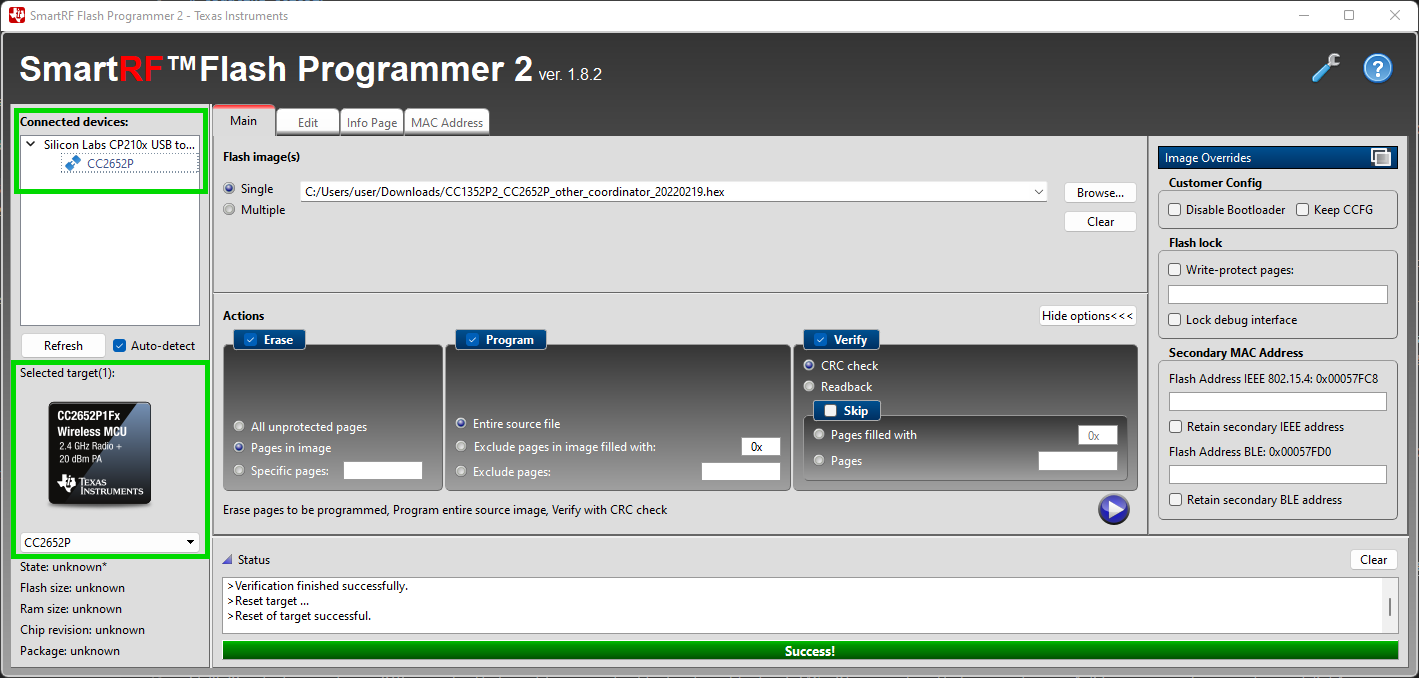 SmartRF Flash Programmer 2 - Texas Instruments
SmartRF™Flash Programmer 2 ver. 1.8.2
?
Connected devices:
Silicon Labs CP210x USB to...
CC2652P
Refresh
Auto-detect
Selected target(1):
CC2652P1Fx
Wireless MCU
2.4 GHz Radio +
20 dBm PA
TEXAS
INSTRUMENTS
CC2652P
State: unknown*
Flash size: unknown
Ram size: unknown
Chip revision: unknown
Package: unknown
Main
Edit
Info Page
MAC Address
Flash image(s)
Single
C:/Users/user/Downloads/CC1352P2_CC2652P_other_coordinator_20220219.hex
Browse...
Multiple
Clear
Actions
Hide options<<<
Erase
All unprotected pages
Pages in image
Specific pages:
Program
Entire source file
Exclude pages in image filled with:
0x
Exclude pages:
Verify
CRC check
Readback
Skip
Pages filled with
0x
Pages
Erase pages to be programmed, Program entire source image, Verify with CRC check
Image Overrides
Customer Config
Disable Bootloader
Keep CCFG
Flash lock
Write-protect pages:
Lock debug interface
Secondary MAC Address
Flash Address IEEE 802.15.4: 0x00057FC8
Retain secondary IEEE address
Flash Address BLE: 0x00057FD0
Retain secondary BLE address
Status
Clear
>Verification finished successfully.
>Reset target ...
>Reset of target successful.
Success!